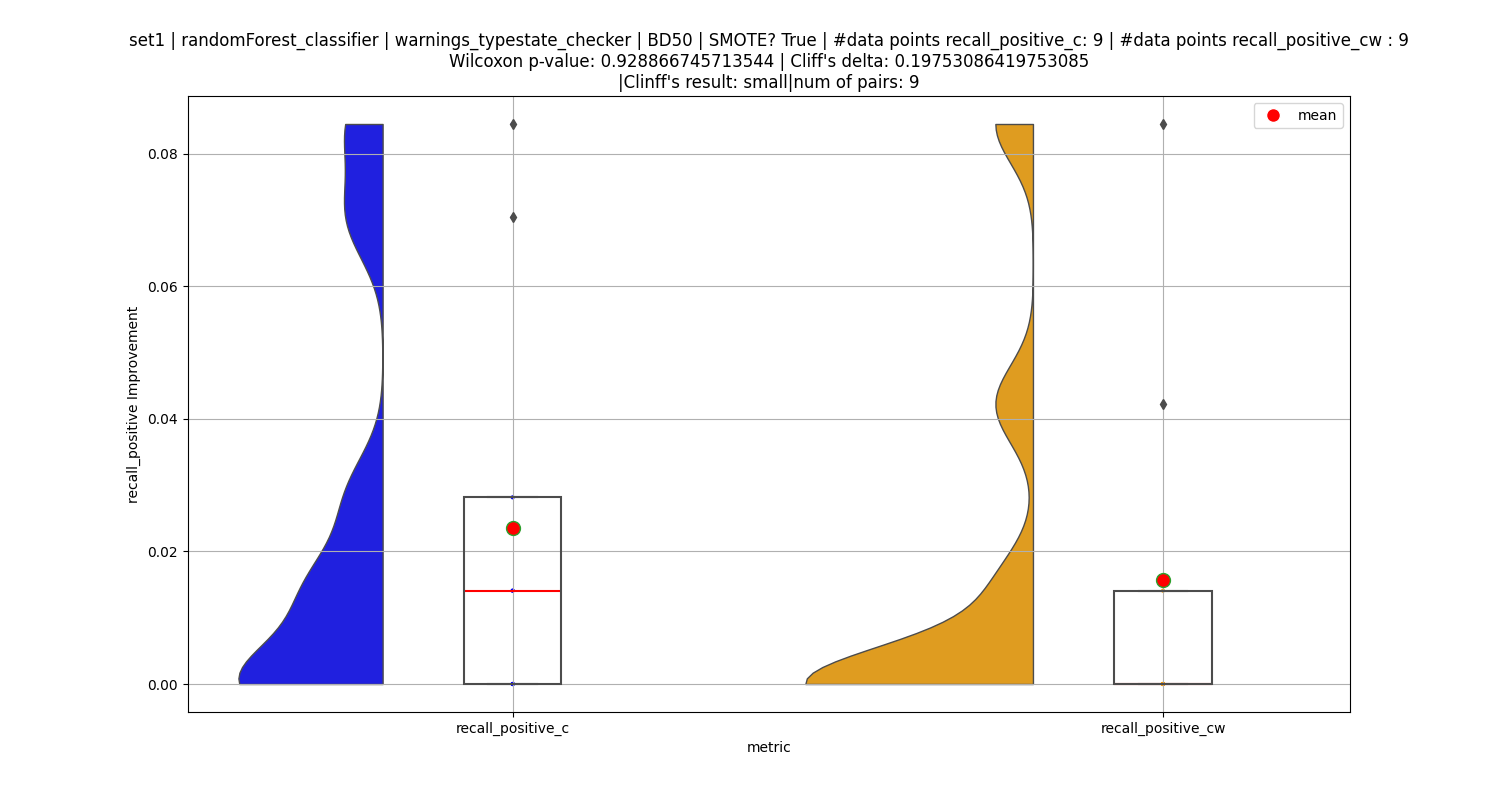 set1 | randomForest_classifier | warnings_typestate_checker | BD50 | SMOTE? True | #data points recall_positive_c: 9 | #data points recall_positive_cw : 9
Wilcoxon p-value: 0.928866745713544 | Cliff's delta: 0.19753086419753085
|Clinff's result: small|num of pairs: 9
mean
0.08
0.06
0.04
0.02
0.00
recall_positive Improvement
recall_positive_c
recall_positive_cw
metric